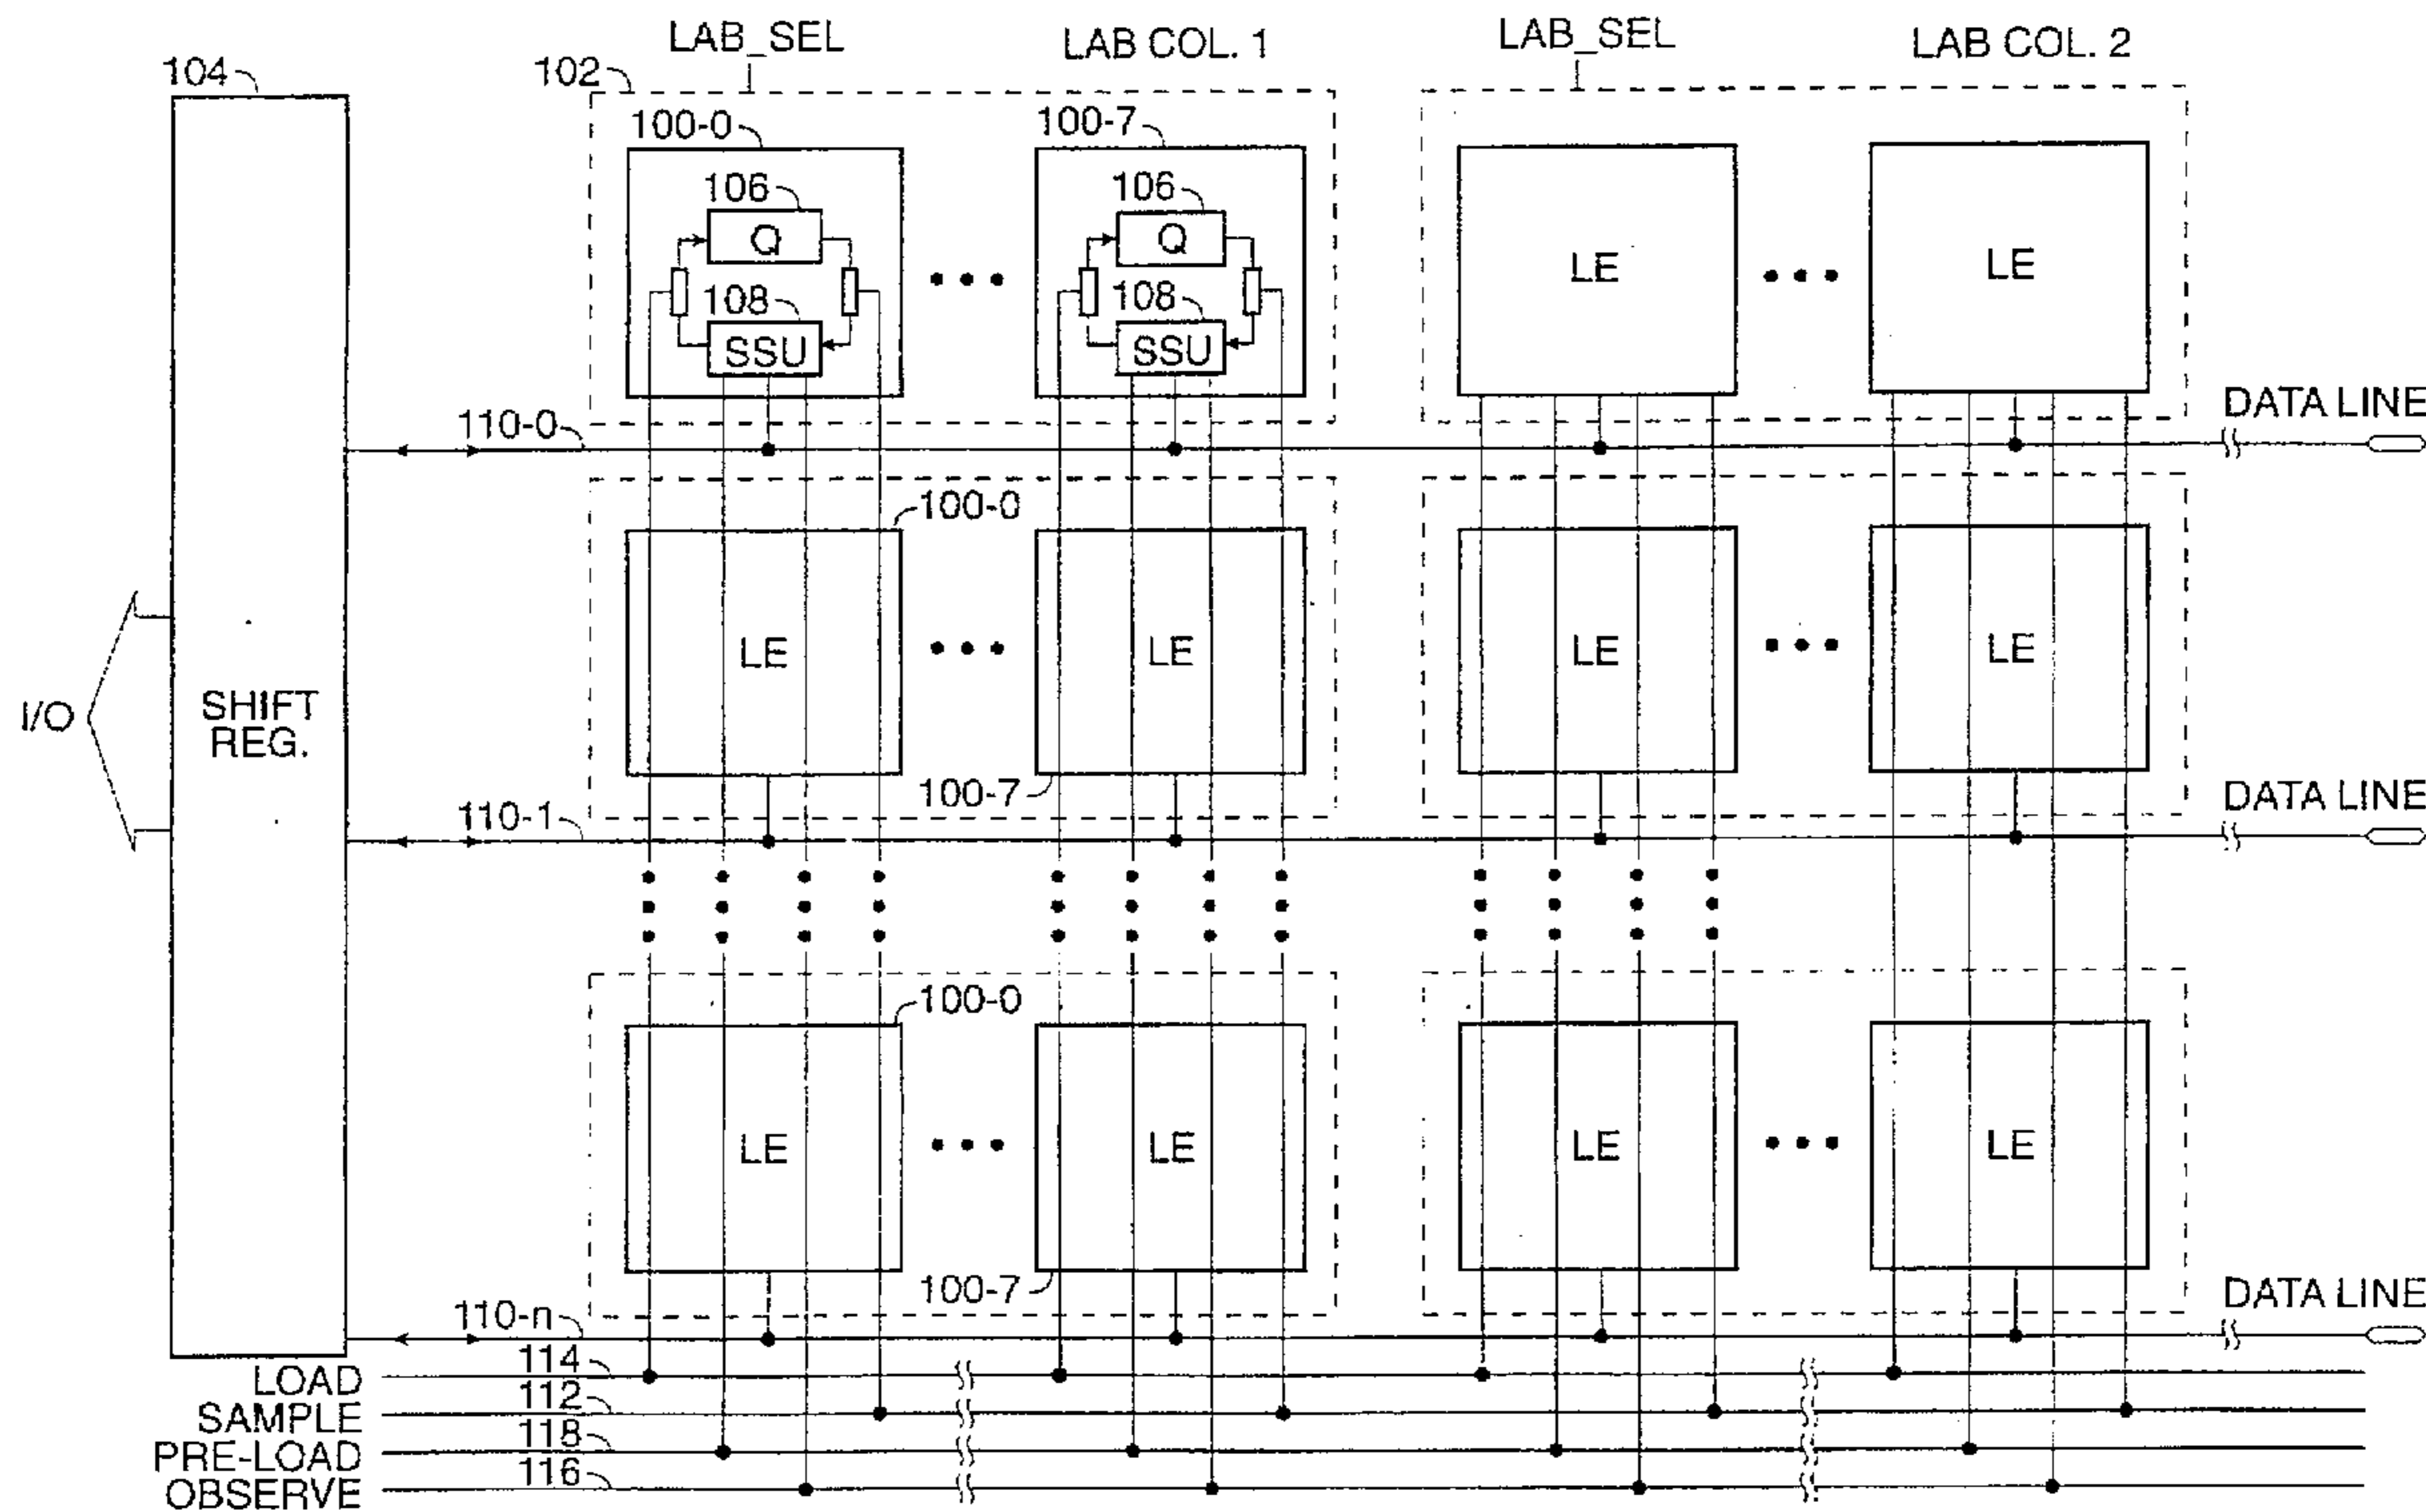 LAB_SEL
LAB COL. 1
LAB_SEL
LAB COL. 2
104
102
100-0
100-7
106
106
Q
Q
LE
LE
108
108
SSU
SSU
110-0
DATA LINE
100-0
LE
LE
LE
LE
I/O
SHIFT
REG.
100-7
110-1
DATA LINE
100-0
LE
LE
LE
LE
100-7
110-n
DATA LINE
LOAD
114
SAMPLE
112
PRE-LOAD
118
OBSERVE
116